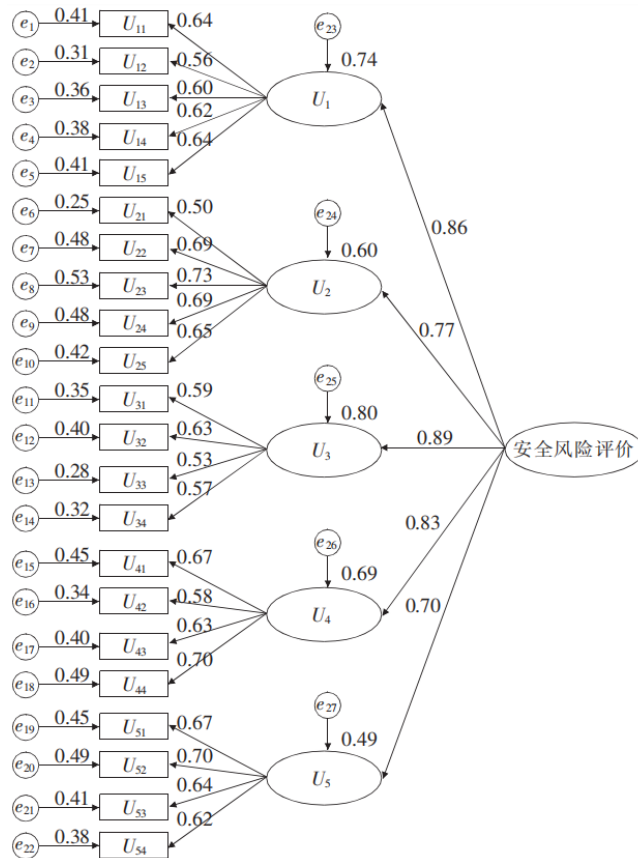 e₁ 0.41 U₁₁ 0.64 e₂₃
e₂ 0.31 U₁₂ 0.56 0.74
e₃ 0.36 U₁₃ 0.60 U₁
e₄ 0.38 U₁₄ 0.62
e₅ 0.41 U₁₅ 0.64
e₆ 0.25 U₂₁ 0.50 e₂₄ 0.86
e₇ 0.48 U₂₂ 0.69 0.60
e₈ 0.53 U₂₃ 0.73 U₂
e₉ 0.48 U₂₄ 0.69 0.77
e₁₀ 0.42 U₂₅ 0.65
e₁₁ 0.35 U₃₁ 0.59 e₂₅ 0.80
e₁₂ 0.40 U₃₂ 0.63 U₃ 0.89 安全风险评价
e₁₃ 0.28 U₃₃ 0.53
e₁₄ 0.32 U₃₄ 0.57
e₁₅ 0.45 U₄₁ 0.67 e₂₆ 0.69 0.83
e₁₆ 0.34 U₄₂ 0.58 U₄ 0.70
e₁₇ 0.40 U₄₃ 0.63
e₁₈ 0.49 U₄₄ 0.70
e₁₉ 0.45 U₅₁ 0.67 e₂₇ 0.49
e₂₀ 0.49 U₅₂ 0.70 U₅
e₂₁ 0.41 U₅₃ 0.64
e₂₂ 0.38 U₅₄ 0.62